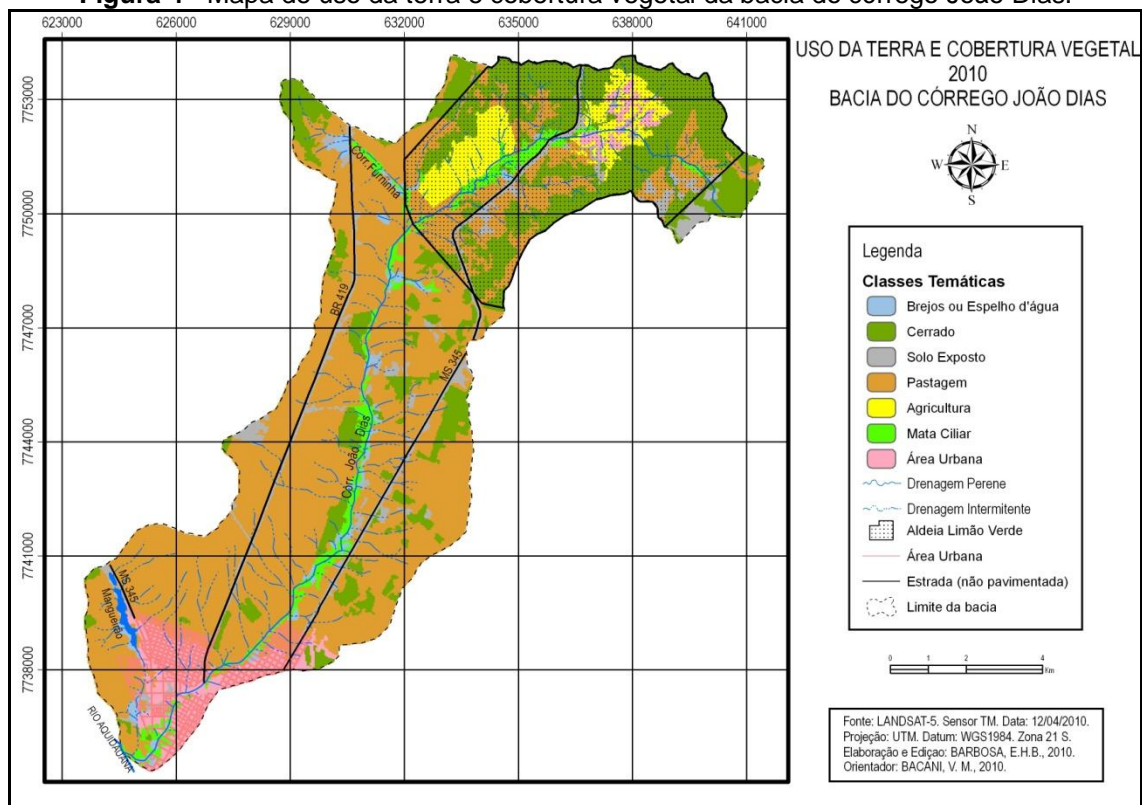 Figura 1 - Mapa de uso da terra e cobertura vegetal da bacia do córrego João Dias.
623000 626000 629000 632000 635000 638000 641000
7753000
7750000
7747000
7744000
7741000
7738000
Corr. Furninha
BR 419
MS 345
Corr. João Dias
MS 345
Mangueirão
RIO AQUIDAUANA
USO DA TERRA E COBERTURA VEGETAL
2010
BACIA DO CÓRREGO JOÃO DIAS
N
W E
S
Legenda
Classes Temáticas
Brejos ou Espelho d'água
Cerrado
Solo Exposto
Pastagem
Agricultura
Mata Ciliar
Área Urbana
Drenagem Perene
Drenagem Intermitente
Aldeia Limão Verde
Área Urbana
Estrada (não pavimentada)
Limite da bacia
0 1 2 4
Km
Fonte: LANDSAT-5. Sensor TM. Data: 12/04/2010.
Projeção: UTM. Datum: WGS1984. Zona 21 S.
Elaboração e Ediçao: BARBOSA, E.H.B., 2010.
Orientador: BACANI, V. M., 2010.